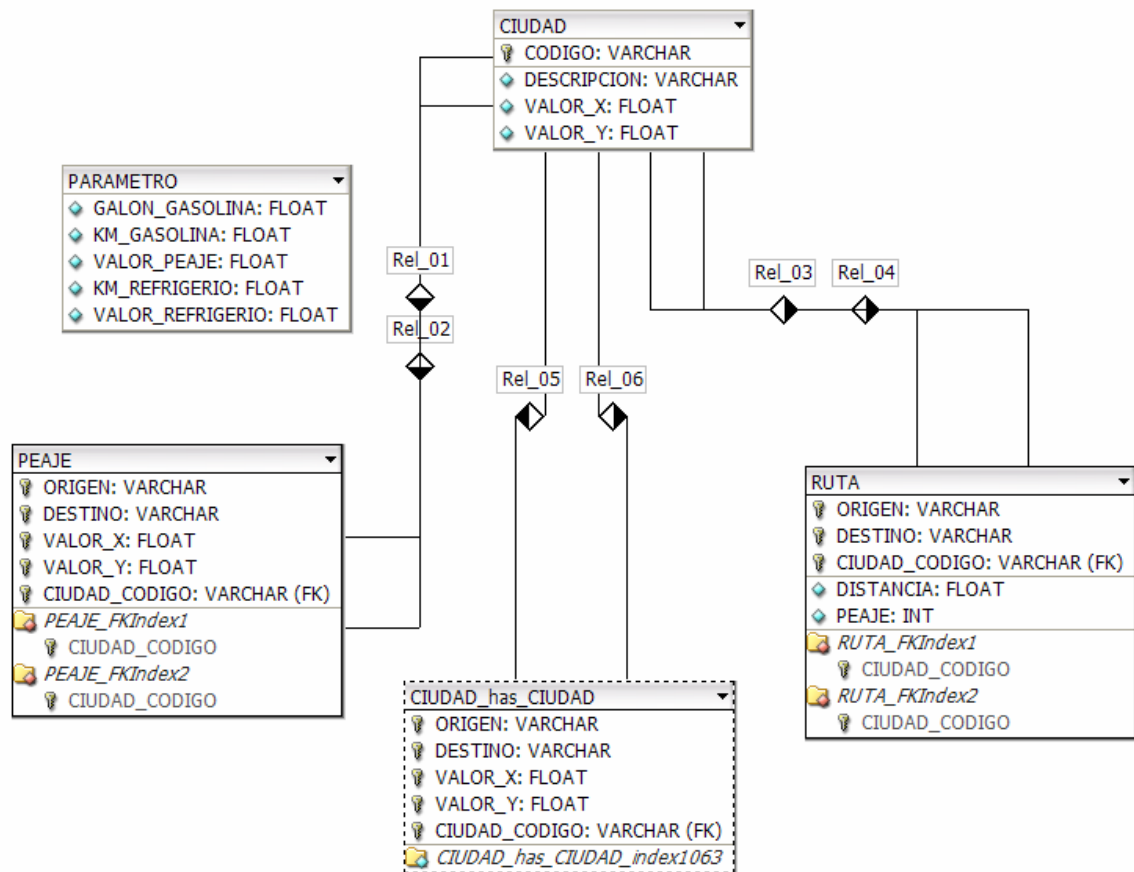 CIUDAD
CODIGO: VARCHAR
DESCRIPCION: VARCHAR
VALOR_X: FLOAT
VALOR_Y: FLOAT
PARAMETRO
GALON_GASOLINA: FLOAT
KM_GASOLINA: FLOAT
VALOR_PEAJE: FLOAT
KM_REFRIGERIO: FLOAT
VALOR_REFRIGERIO: FLOAT
Rel_01
Rel_02
Rel_03
Rel_04
Rel_05
Rel_06
PEAJE
ORIGEN: VARCHAR
DESTINO: VARCHAR
VALOR_X: FLOAT
VALOR_Y: FLOAT
CIUDAD_CODIGO: VARCHAR (FK)
PEAJE_FKIndex1
CIUDAD_CODIGO
PEAJE_FKIndex2
CIUDAD_CODIGO
RUTA
ORIGEN: VARCHAR
DESTINO: VARCHAR
CIUDAD_CODIGO: VARCHAR (FK)
DISTANCIA: FLOAT
PEAJE: INT
RUTA_FKIndex1
CIUDAD_CODIGO
RUTA_FKIndex2
CIUDAD_CODIGO
CIUDAD_has_CIUDAD
ORIGEN: VARCHAR
DESTINO: VARCHAR
VALOR_X: FLOAT
VALOR_Y: FLOAT
CIUDAD_CODIGO: VARCHAR (FK)
CIUDAD_has_CIUDAD_index1063